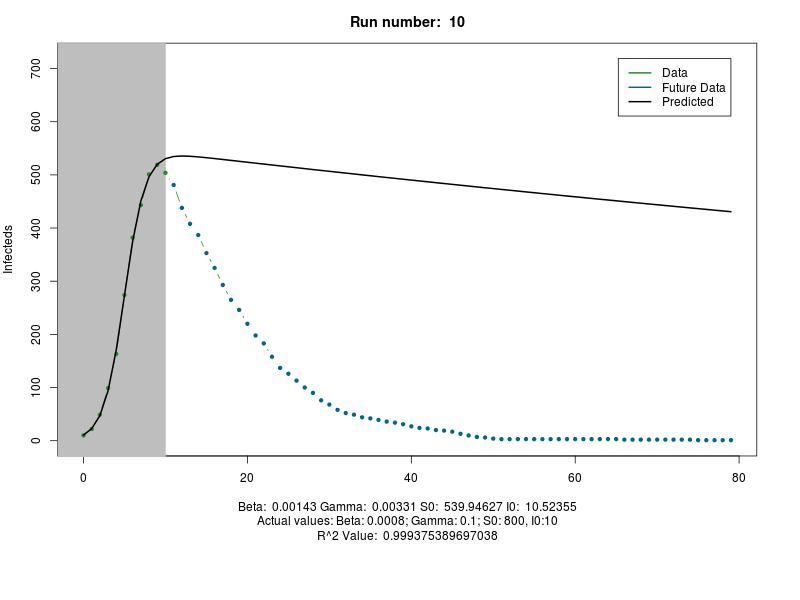 Run number: 10
Data
Future Data
Predicted
Infecteds
700
600
500
400
300
200
100
0
0 20 40 60 80
Beta: 0.00143 Gamma: 0.00331 S0: 539.94627 I0: 10.52355
Actual values: Beta: 0.0008; Gamma: 0.1; S0: 800, I0:10
R^2 Value: 0.999375389697038